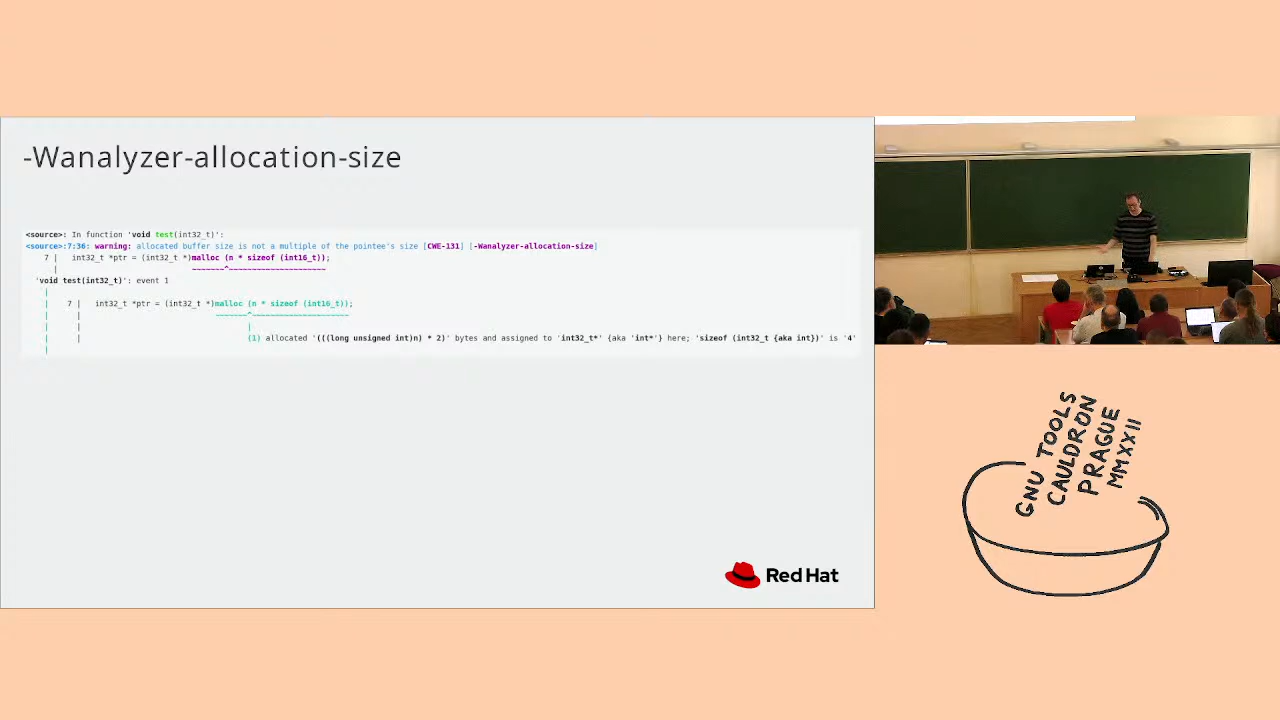 -Wanalyzer-allocation-size
<source>: In function 'void test(int32_t)':
<source>:7:36: warning: allocated buffer size is not a multiple of the pointee's size [CWE-131] [-Wanalyzer-allocation-size]
7 | int32_t *ptr = (int32_t *)malloc (n * sizeof (int16_t));
| ~~~~~~~^~~~~~~~~~~~~~~~~~~~~
'void test(int32_t)': event 1
|
| 7 | int32_t *ptr = (int32_t *)malloc (n * sizeof (int16_t));
| | ~~~~~~~^~~~~~~~~~~~~~~~~~~~~
| | |
| | (1) allocated '(((long unsigned int)n) * 2)' bytes and assigned to 'int32_t*' {aka 'int*'} here; 'sizeof (int32_t {aka int})' is '4'
|
Red Hat
GNU TOOLS
CAULDRON
PRAGUE
MMXXII